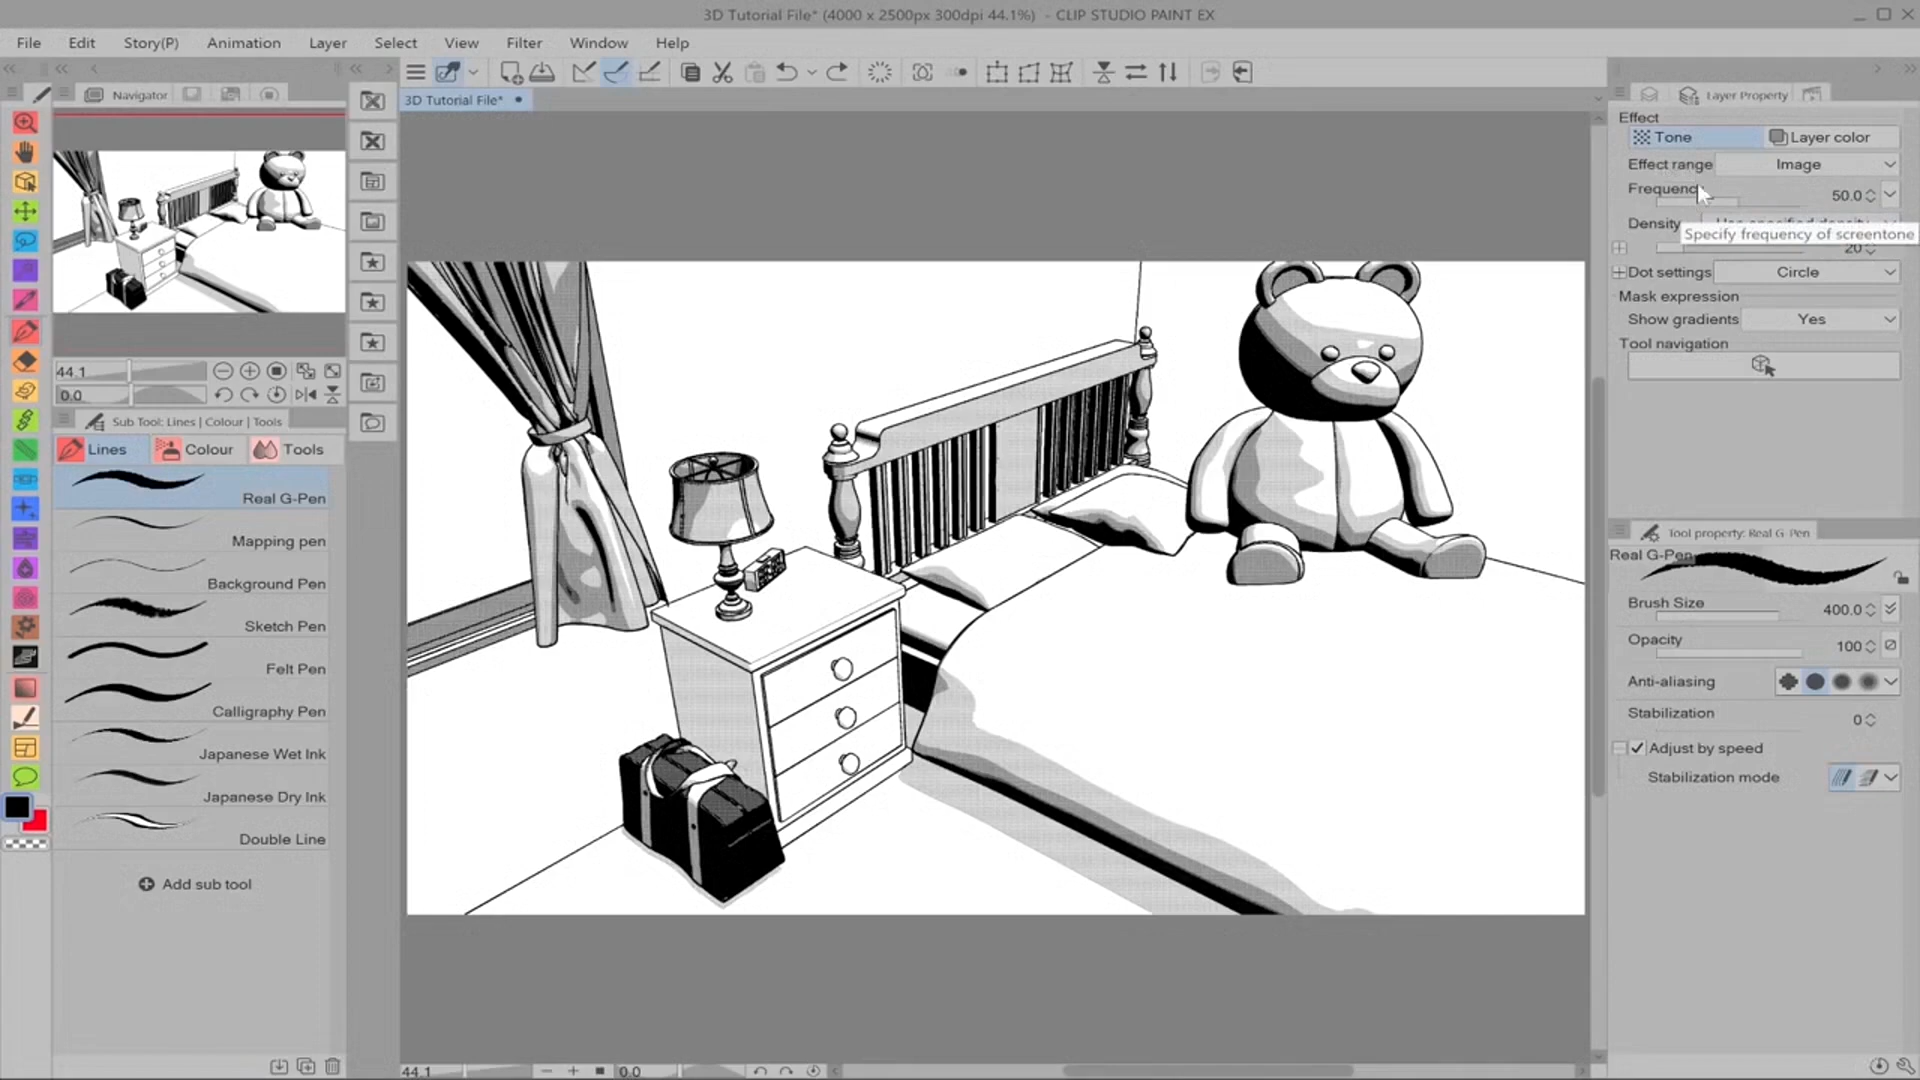 3D Tutorial File* (4000 x 2500px 300dpi 44.1%) - CLIP STUDIO PAINT EX
File Edit Story(P) Animation Layer Select View Filter Window Help
Navigator
3D Tutorial File*
Layer Property
Effect
Tone Layer color
Effect range Image
Frequency 50.0
Density
Specify frequency of screentone
20
Dot settings Circle
Mask expression
Show gradients Yes
Tool navigation
44.1
0.0
Sub Tool: Lines | Colour | Tools
Lines Colour Tools
Real G-Pen
Mapping pen
Background Pen
Sketch Pen
Felt Pen
Calligraphy Pen
Japanese Wet Ink
Japanese Dry Ink
Double Line
Add sub tool
Tool property: Real G-Pen
Real G-Pen
Brush Size 400.0
Opacity 100
Anti-aliasing
Stabilization 0
Adjust by speed
Stabilization mode
44.1 0.0